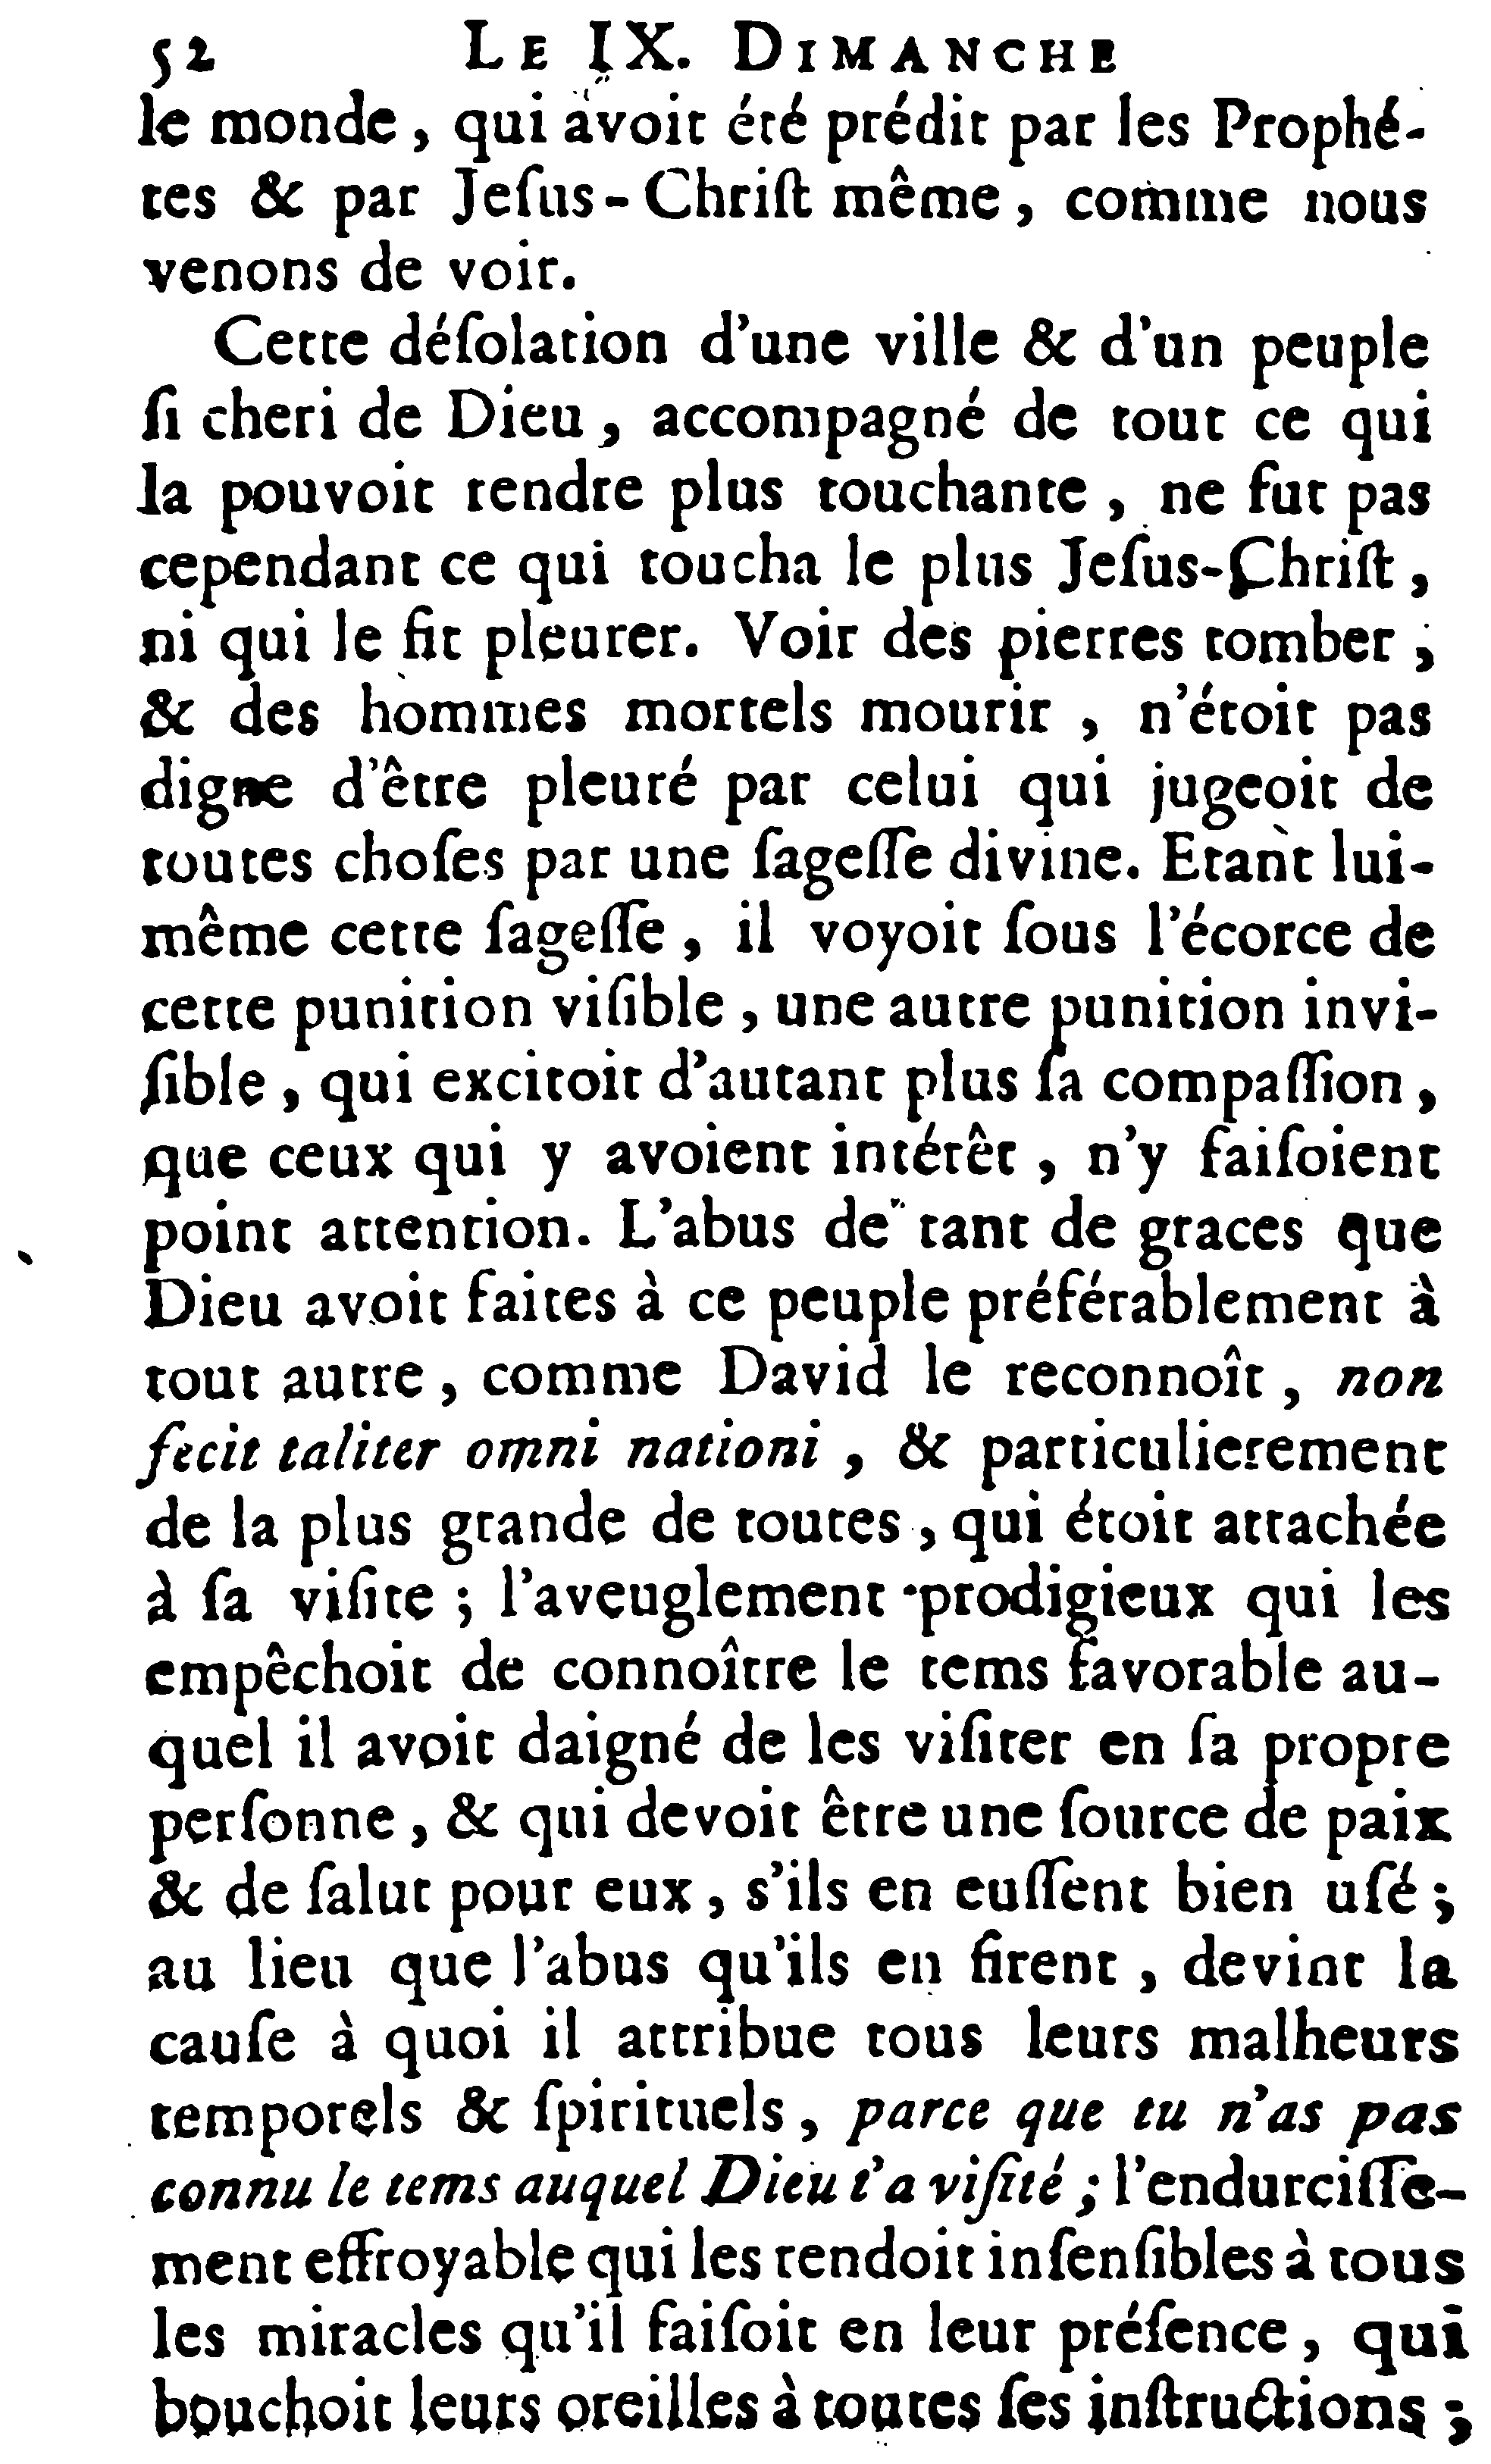 52 LE IX. DIMANCHE
le monde, qui avoit été prédit par les Prophé-
tes & par Jeſus-Chriſt même, comme nous
venons de voir.
Cette déſolation d'une ville & d'un peuple
ſi cheri de Dieu, accompagné de tout ce qui
la pouvoit rendre plus touchante, ne fut pas
cependant ce qui toucha le plus Jeſus-Chriſt,
ni qui le fit pleurer. Voir des pierres tomber,
& des hommes mortels mourir, n'étoit pas
digne d'être pleuré par celui qui jugeoit de
toutes choſes par une ſageſſe divine. Etant lui-
même cette ſageſſe, il voyoit ſous l'écorce de
cette punition viſible, une autre punition invi-
ſible, qui excitoit d'autant plus ſa compaſſion,
que ceux qui y avoient intérêt, n'y faiſoient
point attention. L'abus de tant de graces que
Dieu avoit faites à ce peuple préférablement à
tout autre, comme David le reconnoît, non
fecit taliter omni nationi, & particulierement
de la plus grande de toutes, qui étoit attachée
à ſa viſite; l'aveuglement prodigieux qui les
empêchoit de connoître le tems favorable au-
quel il avoit daigné de les viſiter en ſa propre
perſonne, & qui devoit être une ſource de paix
& de ſalut pour eux, s'ils en euſſent bien uſé;
au lieu que l'abus qu'ils en firent, devint la
cauſe à quoi il attribue tous leurs malheurs
temporels & ſpirituels, parce que tu n'as pas
connu le tems auquel Dieu t'a viſité; l'endurciſſe-
ment effroyable qui les rendoit inſenſibles à tous
les miracles qu'il faiſoit en leur préſence, qui
bouchoit leurs oreilles à toutes ſes inſtructions;